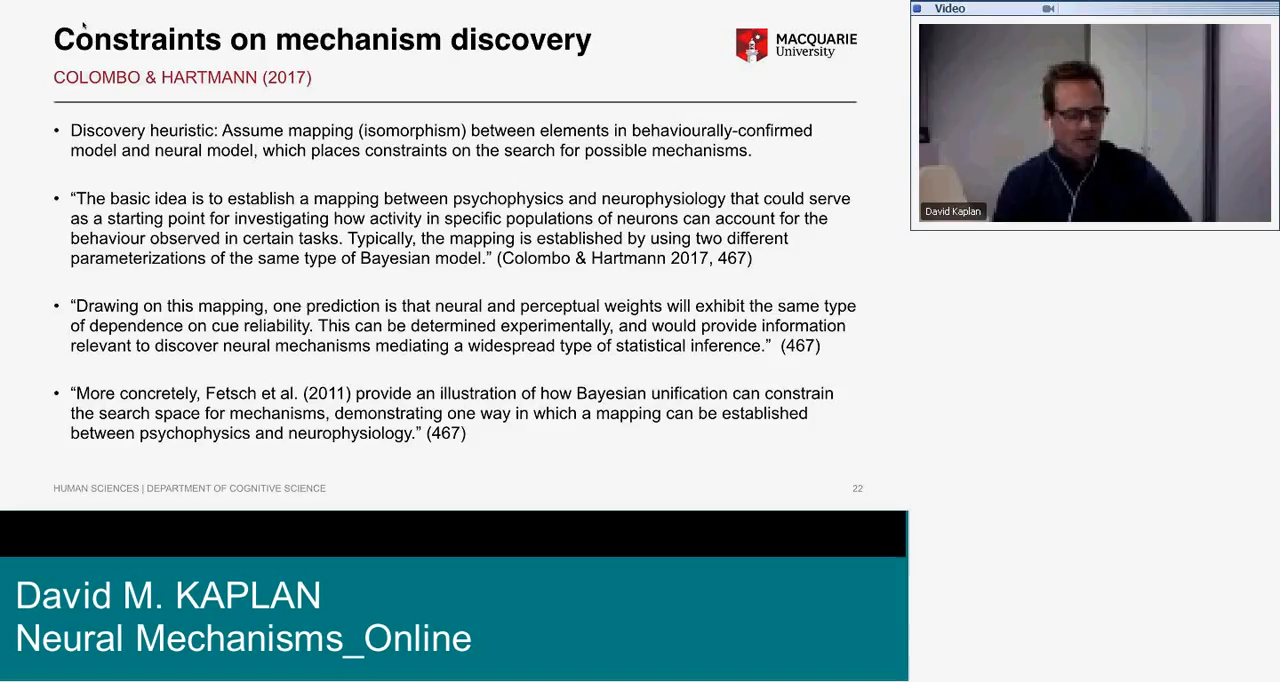 Constraints on mechanism discovery
MACQUARIE
University
COLOMBO & HARTMANN (2017)
• Discovery heuristic: Assume mapping (isomorphism) between elements in behaviourally-confirmed
model and neural model, which places constraints on the search for possible mechanisms.
• “The basic idea is to establish a mapping between psychophysics and neurophysiology that could serve
as a starting point for investigating how activity in specific populations of neurons can account for the
behaviour observed in certain tasks. Typically, the mapping is established by using two different
parameterizations of the same type of Bayesian model.” (Colombo & Hartmann 2017, 467)
• “Drawing on this mapping, one prediction is that neural and perceptual weights will exhibit the same type
of dependence on cue reliability. This can be determined experimentally, and would provide information
relevant to discover neural mechanisms mediating a widespread type of statistical inference.” (467)
• “More concretely, Fetsch et al. (2011) provide an illustration of how Bayesian unification can constrain
the search space for mechanisms, demonstrating one way in which a mapping can be established
between psychophysics and neurophysiology.” (467)
HUMAN SCIENCES | DEPARTMENT OF COGNITIVE SCIENCE
22
Video
David Kaplan
David M. KAPLAN
Neural Mechanisms_Online